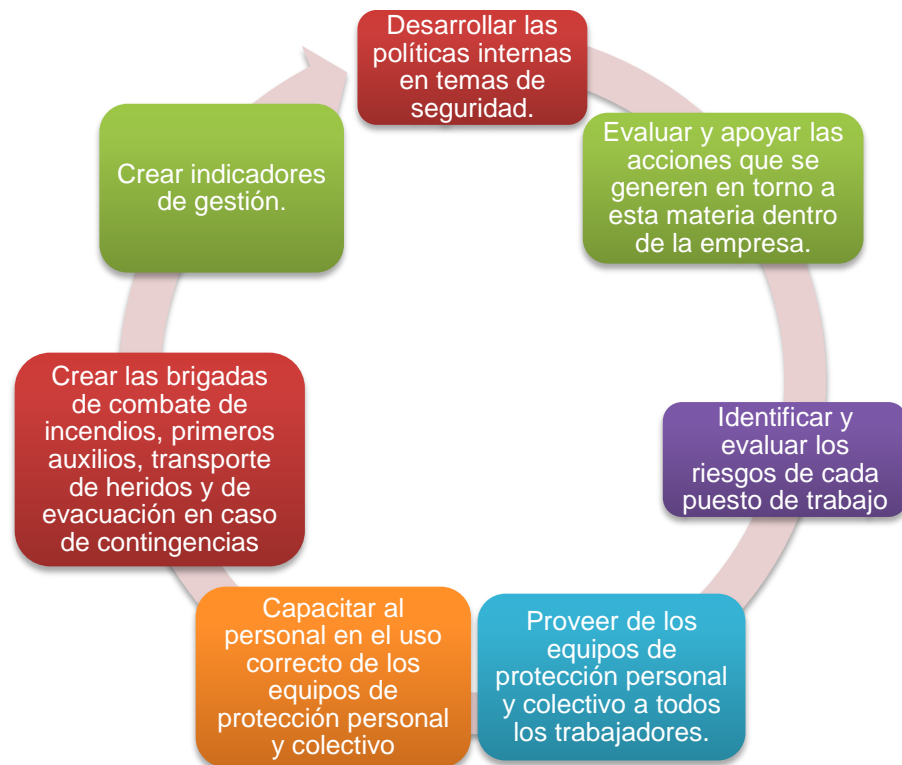 Desarrollar las
políticas internas
en temas de
seguridad.
Evaluar y apoyar las
acciones que se
generen en torno a
esta materia dentro
de la empresa.
Identificar y
evaluar los
riesgos de cada
puesto de trabajo
Proveer de los
equipos de
protección personal
y colectivo a todos
los trabajadores.
Capacitar al
personal en el uso
correcto de los
equipos de
protección personal
y colectivo
Crear las brigadas
de combate de
incendios, primeros
auxilios, transporte
de heridos y de
evacuación en caso
de contingencias
Crear indicadores
de gestión.